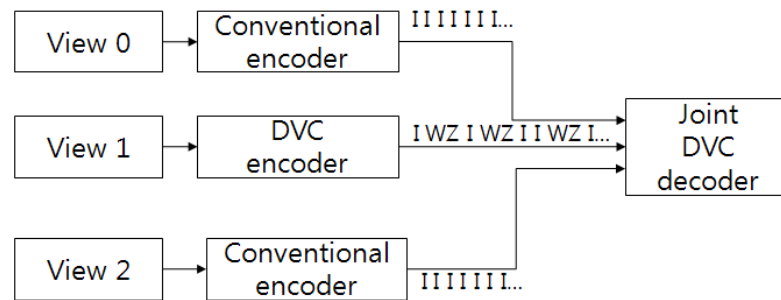 View 0
Conventional
encoder
I I I I I I I...
View 1
DVC
encoder
I WZ I WZ I I WZ I...
Joint
DVC
decoder
View 2
Conventional
encoder
I I I I I I I...